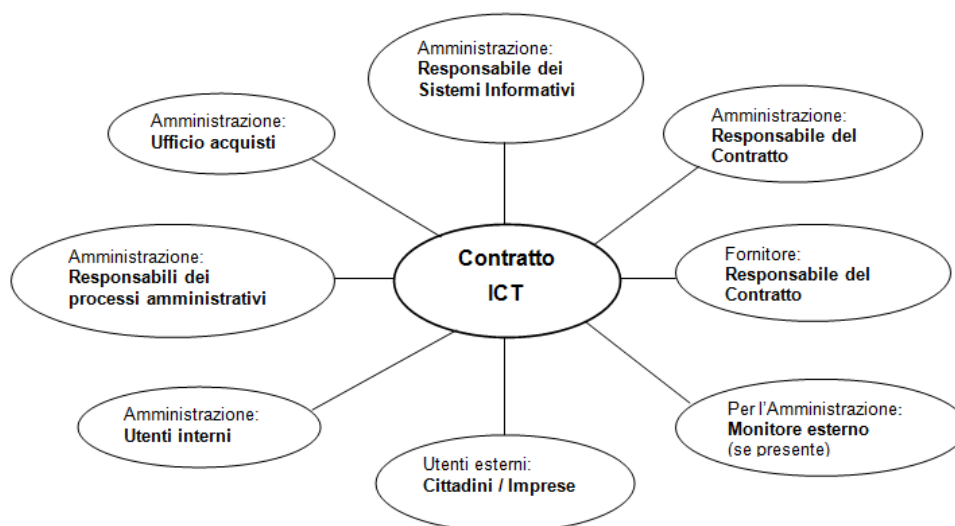 Amministrazione:
Responsabile dei
Sistemi Informativi
Amministrazione:
Ufficio acquisti
Amministrazione:
Responsabile del
Contratto
Amministrazione:
Responsabili dei
processi amministrativi
Contratto
ICT
Fornitore:
Responsabile del
Contratto
Amministrazione:
Utenti interni
Utenti esterni:
Cittadini / Imprese
Per l'Amministrazione:
Monitore esterno
(se presente)